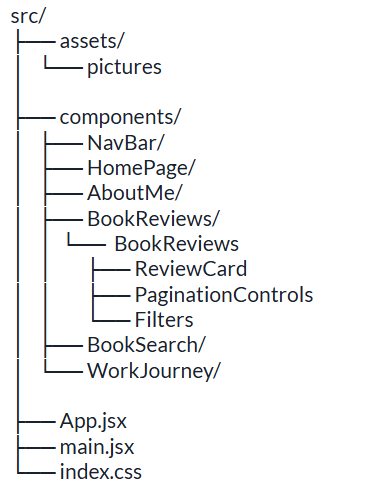 src/
assets/
pictures
components/
NavBar/
HomePage/
AboutMe/
BookReviews/
BookReviews
ReviewCard
PaginationControls
Filters
BookSearch/
WorkJourney/
App.jsx
main.jsx
index.css